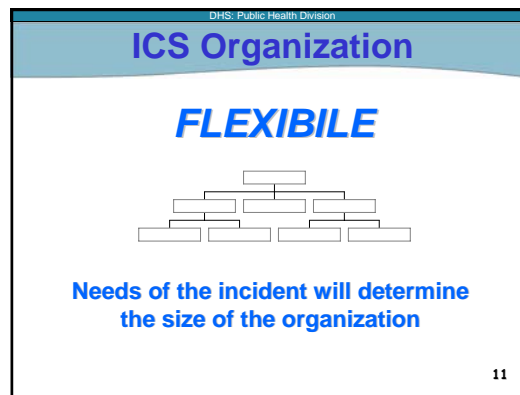 DHS: Public Health Division
ICS Organization
FLEXIBILE
Needs of the incident will determine
the size of the organization
11